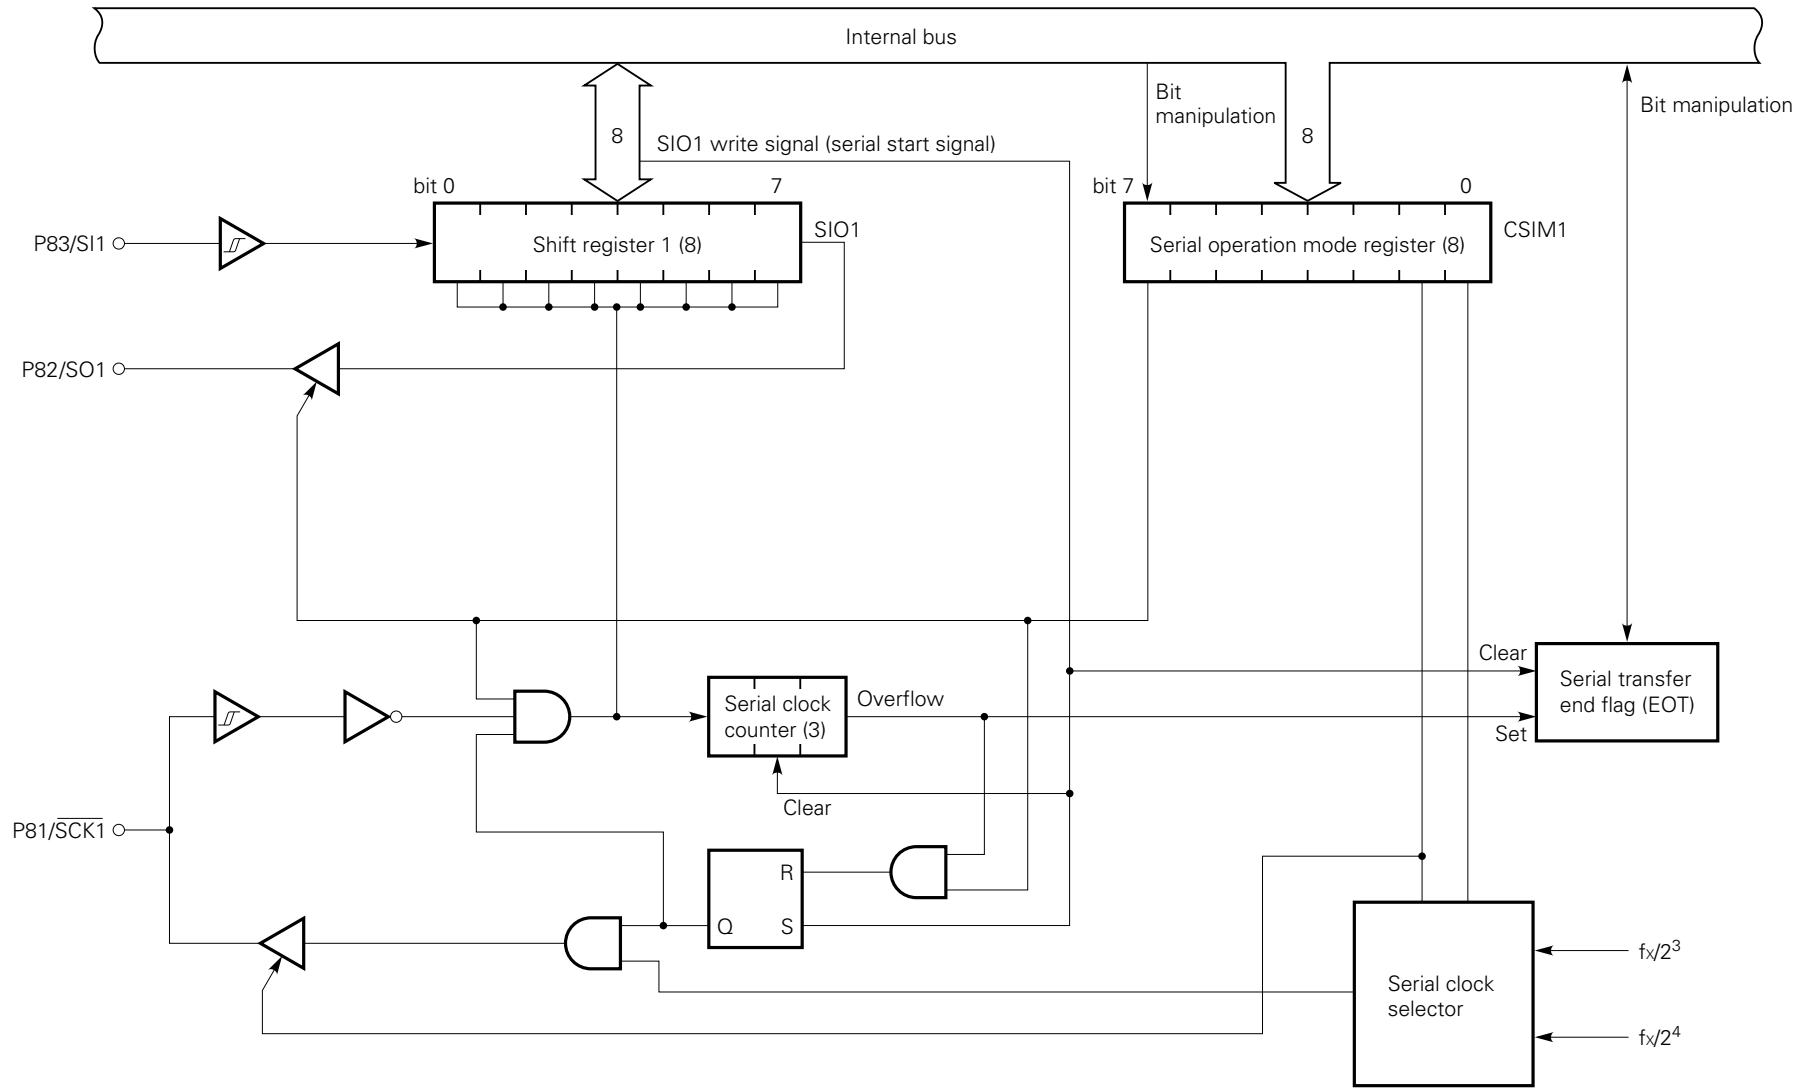 Internal bus
Bit
manipulation
Bit manipulation
8
8
SIO1 write signal (serial start signal)
bit 0
7
bit 7
0
P83/SI1
Shift register 1 (8)
SIO1
Serial operation mode register (8)
CSIM1
P82/SO1
Clear
Serial transfer
end flag (EOT)
Set
Serial clock
counter (3)
Overflow
Clear
P81/S̅C̅K̅1̅
R
Q
S
Serial clock
selector
fX/2³
fX/2⁴